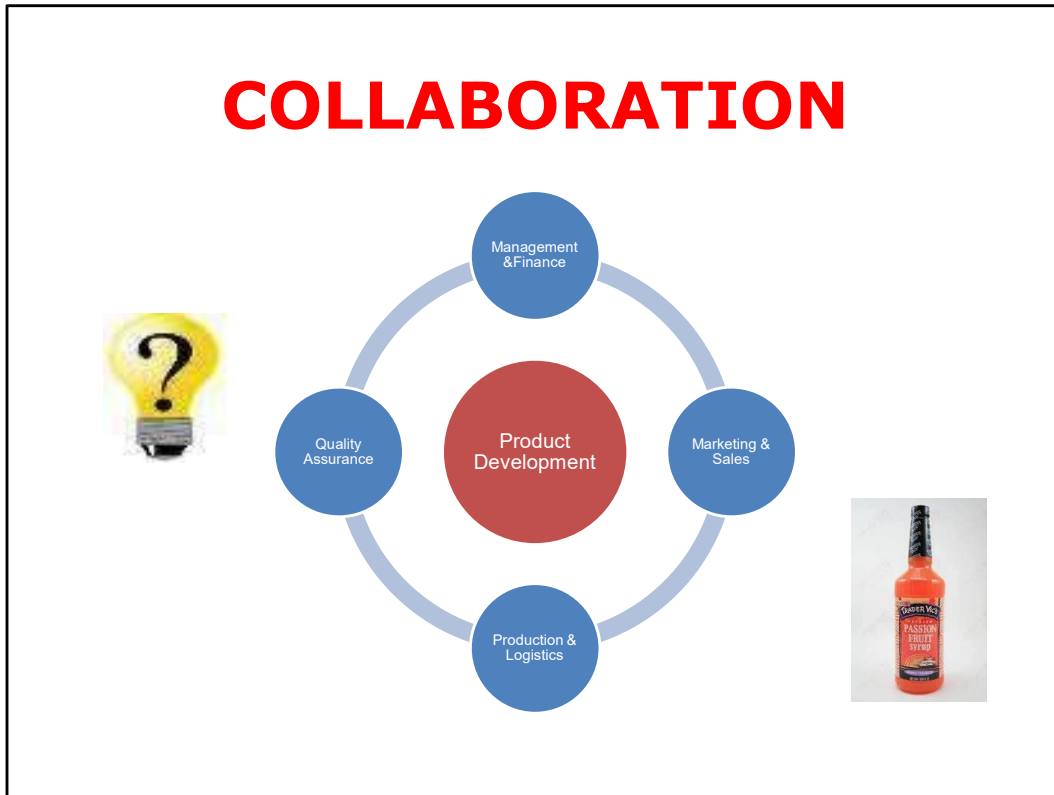 COLLABORATION
Management
&Finance
?
Quality
Assurance
Product
Development
Marketing &
Sales
Production &
Logistics
TRADER VIC'S
PASSION
FRUIT
syrup